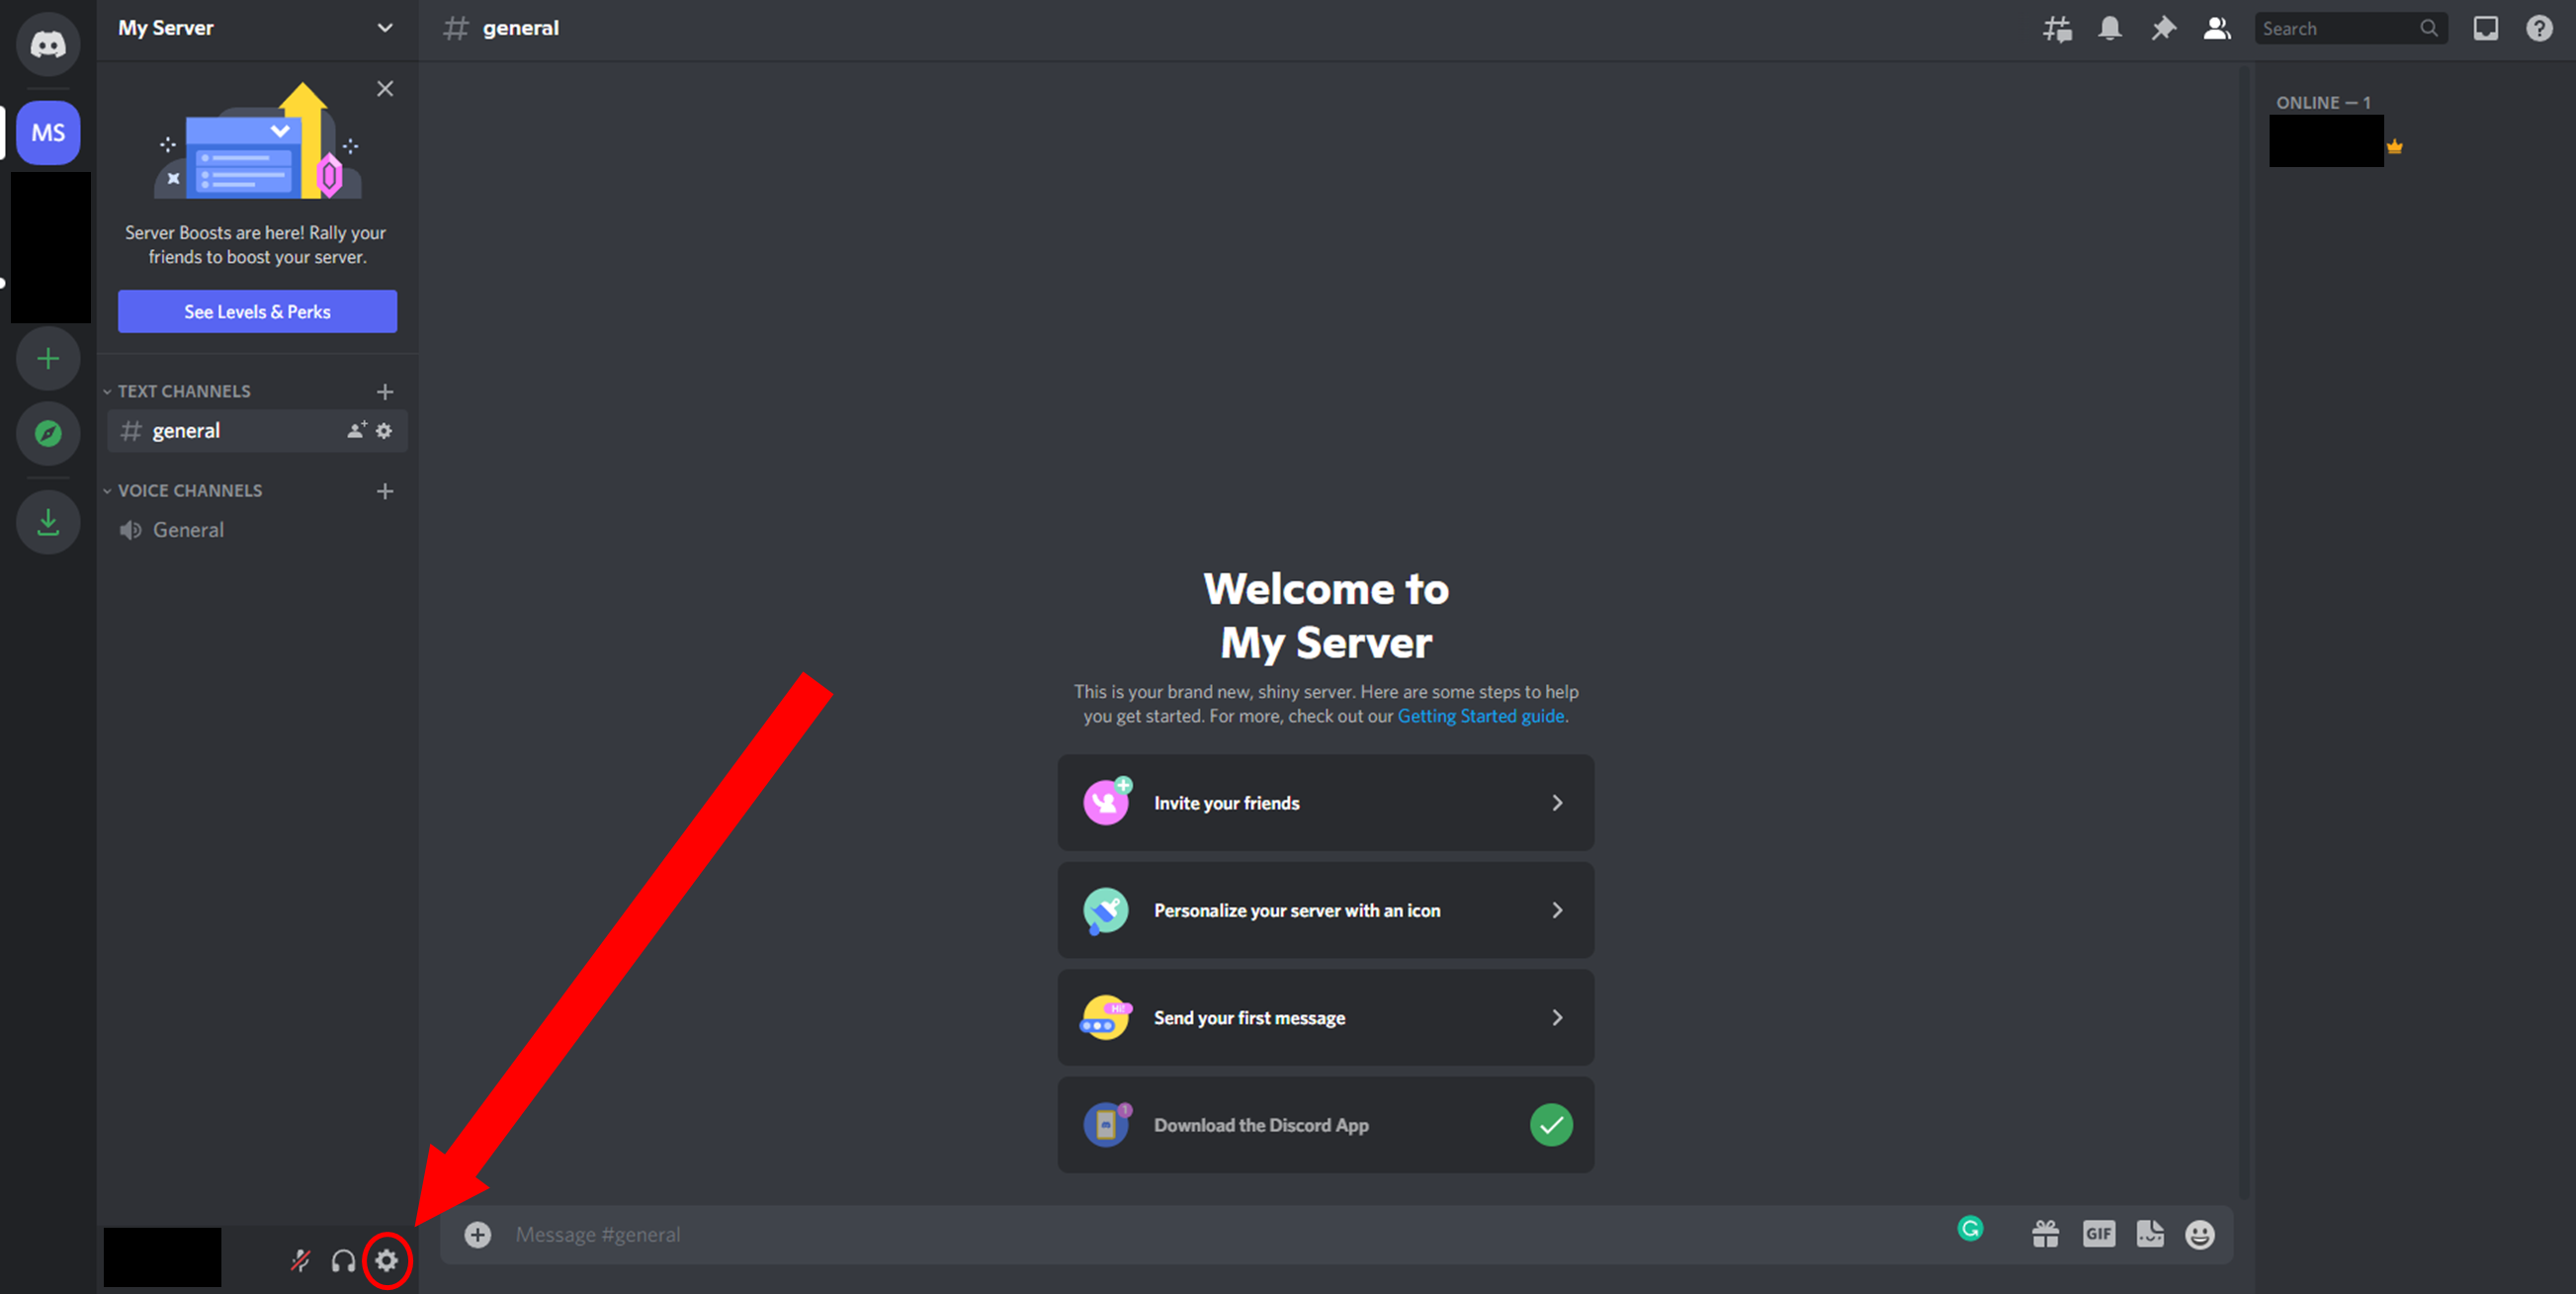 My Server
general
Search
MS
Server Boosts are here! Rally your
friends to boost your server.
See Levels & Perks
TEXT CHANNELS
general
VOICE CHANNELS
General
Welcome to
My Server
This is your brand new, shiny server. Here are some steps to help
you get started. For more, check out our Getting Started guide.
Invite your friends
Personalize your server with an icon
Hi!
Send your first message
1
Download the Discord App
Message #general
GIF
ONLINE — 1